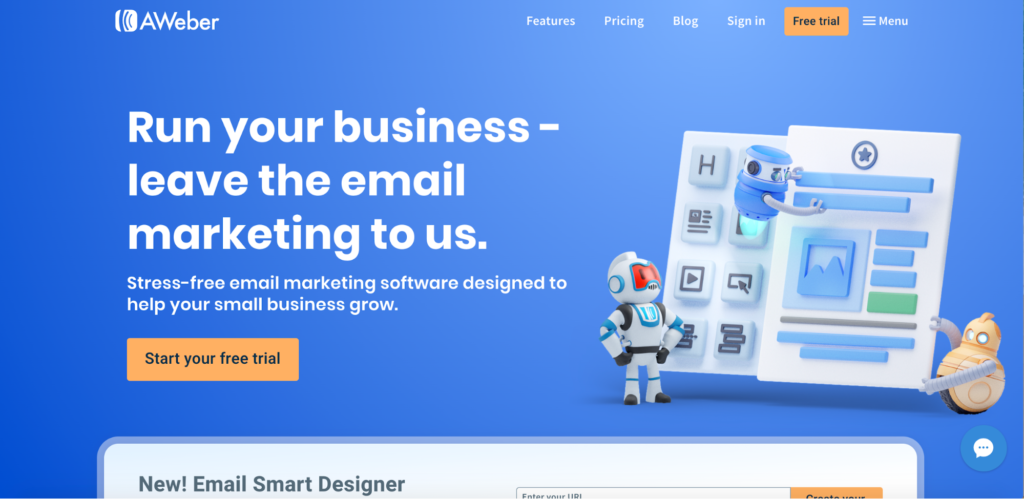 AWeber
Features
Pricing
Blog
Sign in
Free trial
Menu
Run your business -
leave the email
marketing to us.
Stress-free email marketing software designed to
help your small business grow.
Start your free trial
H
New! Email Smart Designer
Enter your URL
Create your